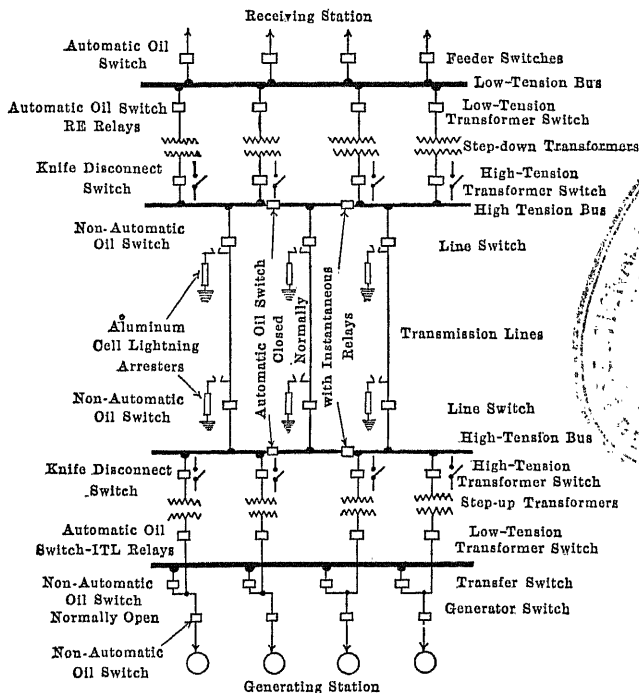 Receiving Station
Automatic Oil
Switch
Feeder Switches
Low-Tension Bus
Automatic Oil Switch
RE Relays
Low-Tension
Transformer Switch
Step-down Transformers
Knife Disconnect
Switch
High-Tension
Transformer Switch
High Tension Bus
Non-Automatic
Oil Switch
Line Switch
Automatic Oil Switch
Closed
Normally
with Instantaneous
Relays
Aluminum
Cell Lightning
Arresters
Transmission Lines
Non-Automatic
Oil Switch
Line Switch
High-Tension Bus
Knife Disconnect
Switch
High-Tension
Transformer Switch
Step-up Transformers
Automatic Oil
Switch-ITL Relays
Low-Tension
Transformer Switch
Non-Automatic
Oil Switch
Normally Open
Transfer Switch
Generator Switch
Non-Automatic
Oil Switch
Generating Station